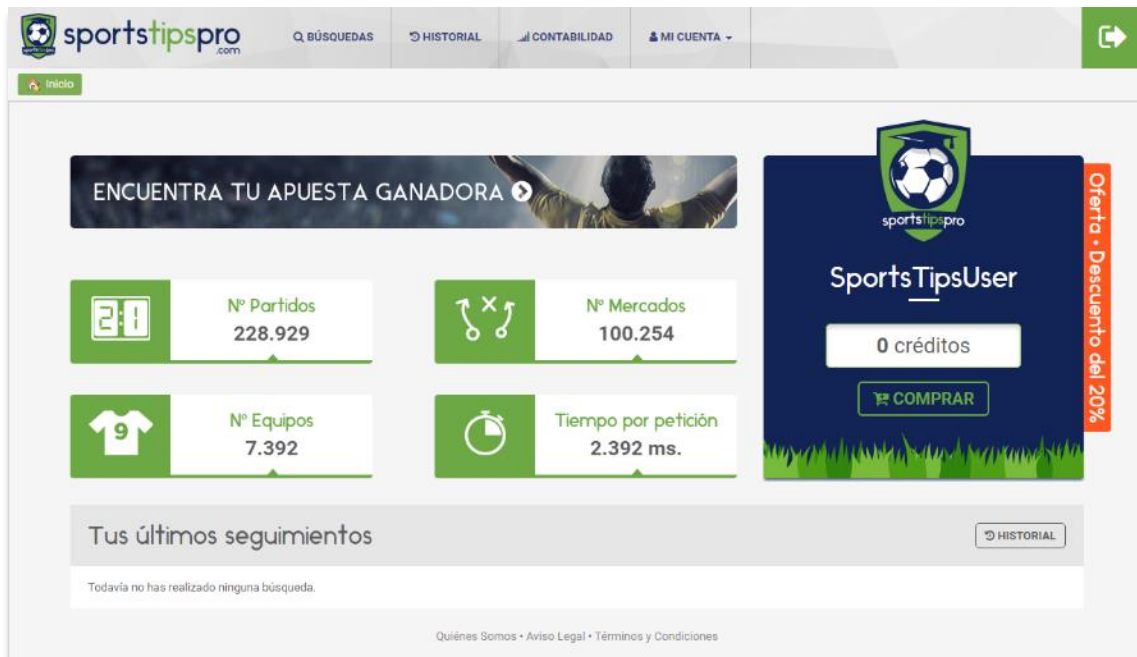 sportstipspro
.com
BÚSQUEDAS
HISTORIAL
CONTABILIDAD
MI CUENTA
Inicio
ENCUENTRA TU APUESTA GANADORA
sportstipspro
SportsTipsUser
0 créditos
COMPRAR
Oferta • Descuento del 20%
2:1
Nº Partidos
228.929
Nº Mercados
100.254
9
Nº Equipos
7.392
Tiempo por petición
2.392 ms.
Tus últimos seguimientos
HISTORIAL
Todavía no has realizado ninguna búsqueda.
Quiénes Somos • Aviso Legal • Términos y Condiciones